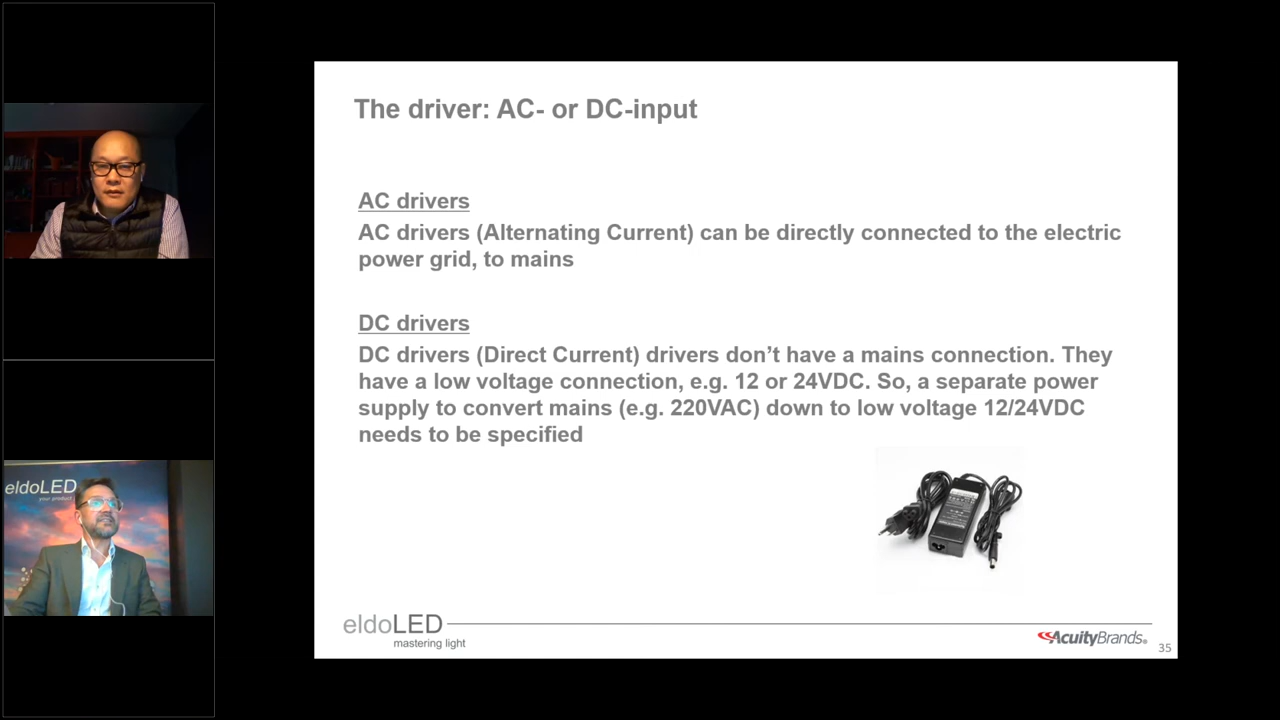 The driver: AC- or DC-input
AC drivers
AC drivers (Alternating Current) can be directly connected to the electric
power grid, to mains
DC drivers
DC drivers (Direct Current) drivers don’t have a mains connection. They
have a low voltage connection, e.g. 12 or 24VDC. So, a separate power
supply to convert mains (e.g. 220VAC) down to low voltage 12/24VDC
needs to be specified
eldoLED
mastering light
AcuityBrands
35
eldoLED
your product